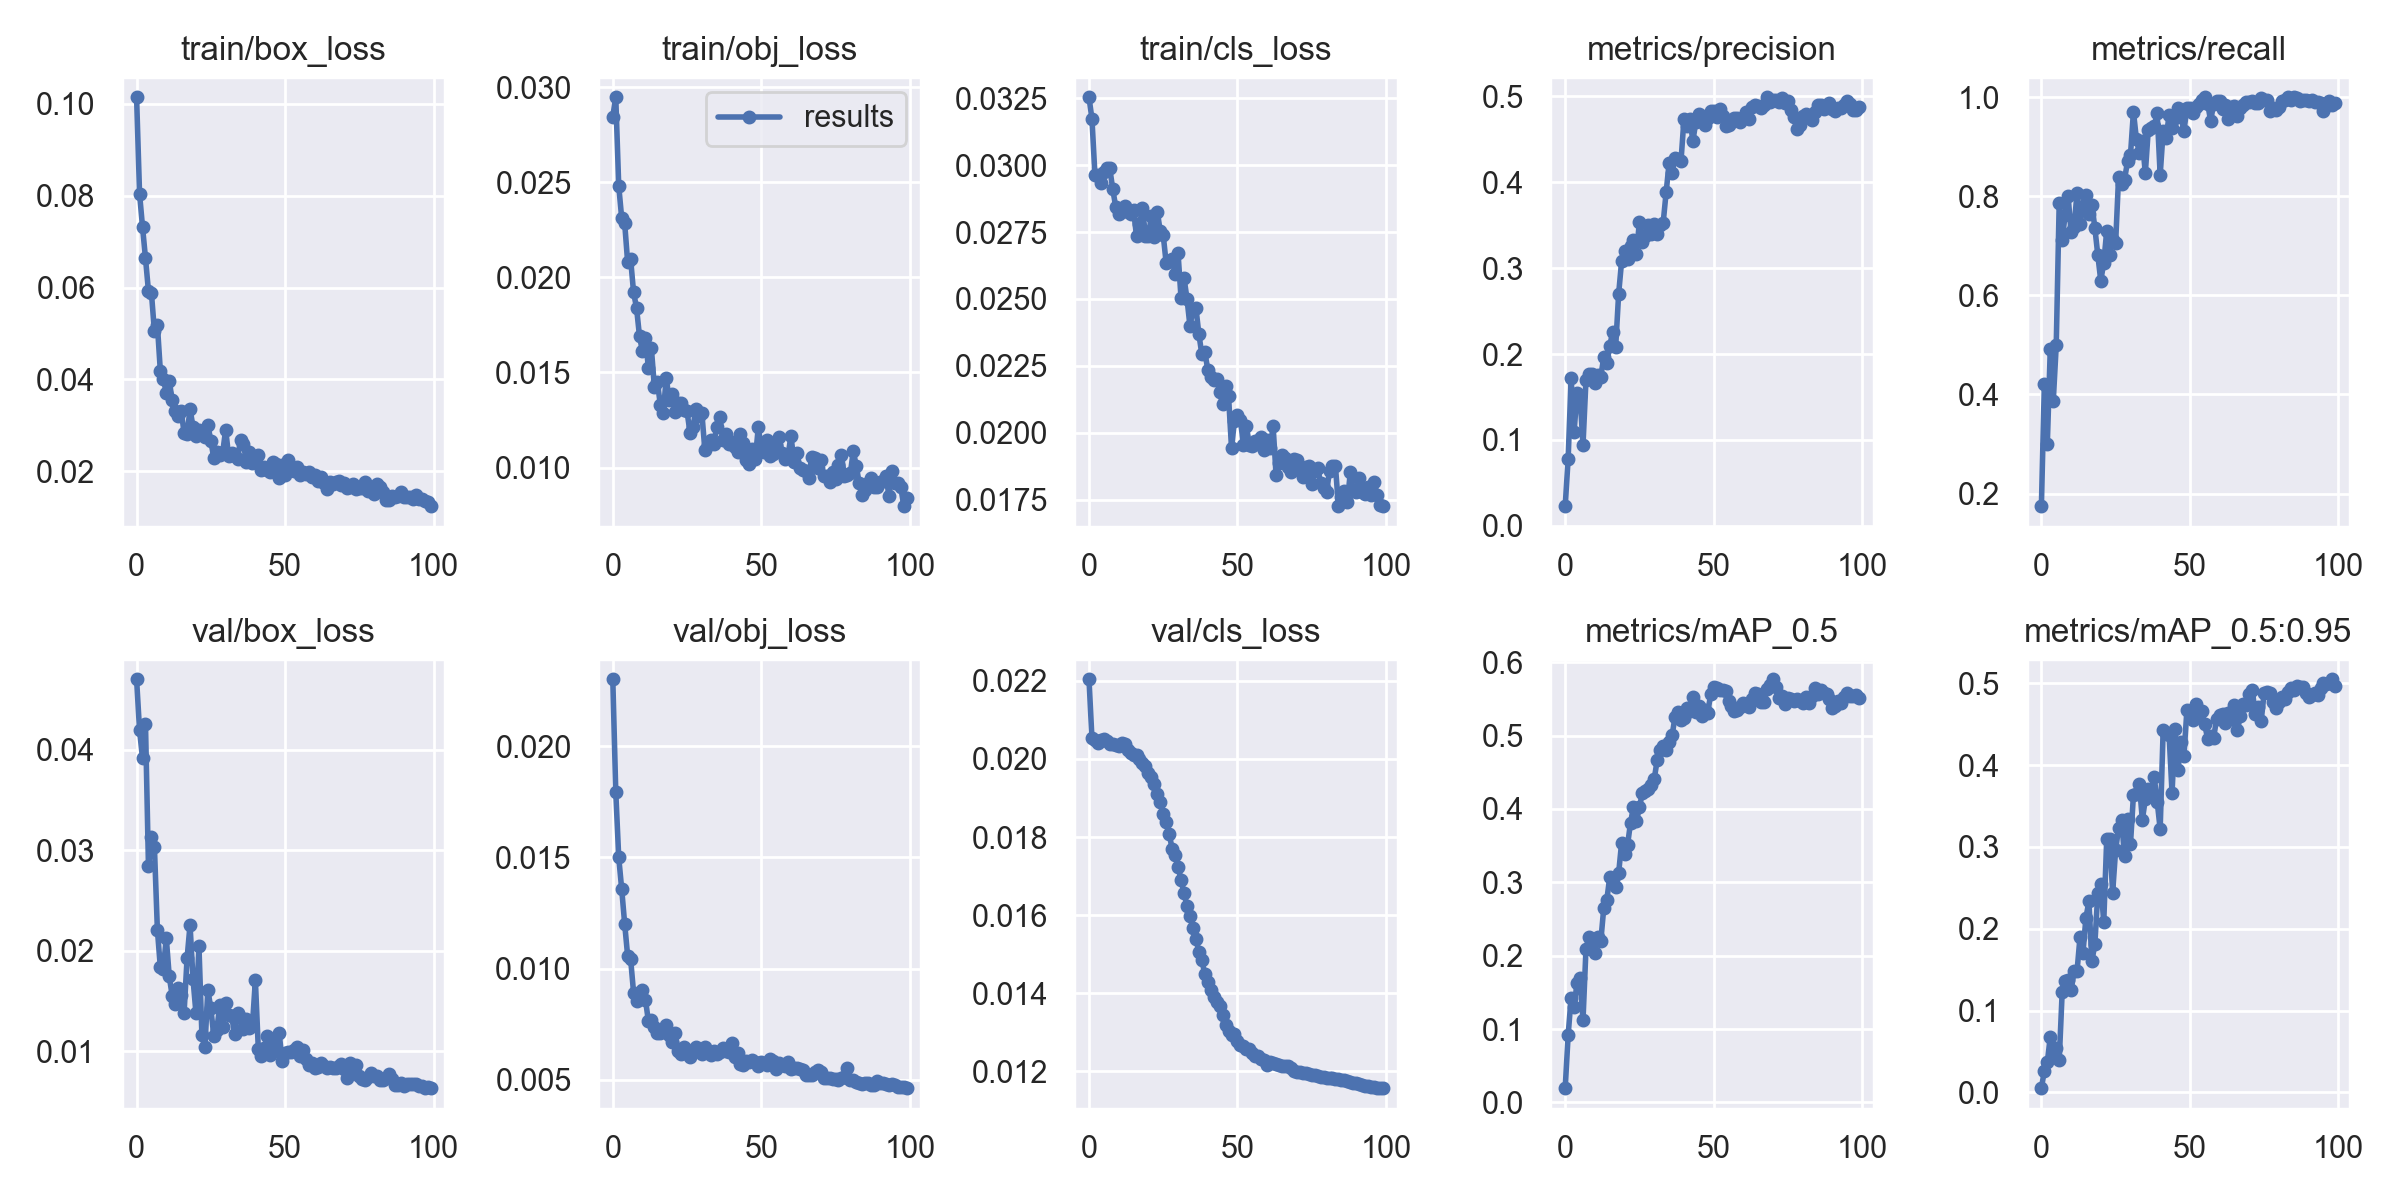 train/box_loss
0.10
0.08
0.06
0.04
0.02
0 50 100
train/obj_loss
results
0.030
0.025
0.020
0.015
0.010
0 50 100
train/cls_loss
0.0325
0.0300
0.0275
0.0250
0.0225
0.0200
0.0175
0 50 100
metrics/precision
0.5
0.4
0.3
0.2
0.1
0.0
0 50 100
metrics/recall
1.0
0.8
0.6
0.4
0.2
0 50 100
val/box_loss
0.04
0.03
0.02
0.01
0 50 100
val/obj_loss
0.020
0.015
0.010
0.005
0 50 100
val/cls_loss
0.022
0.020
0.018
0.016
0.014
0.012
0 50 100
metrics/mAP_0.5
0.6
0.5
0.4
0.3
0.2
0.1
0.0
0 50 100
metrics/mAP_0.5:0.95
0.5
0.4
0.3
0.2
0.1
0.0
0 50 100